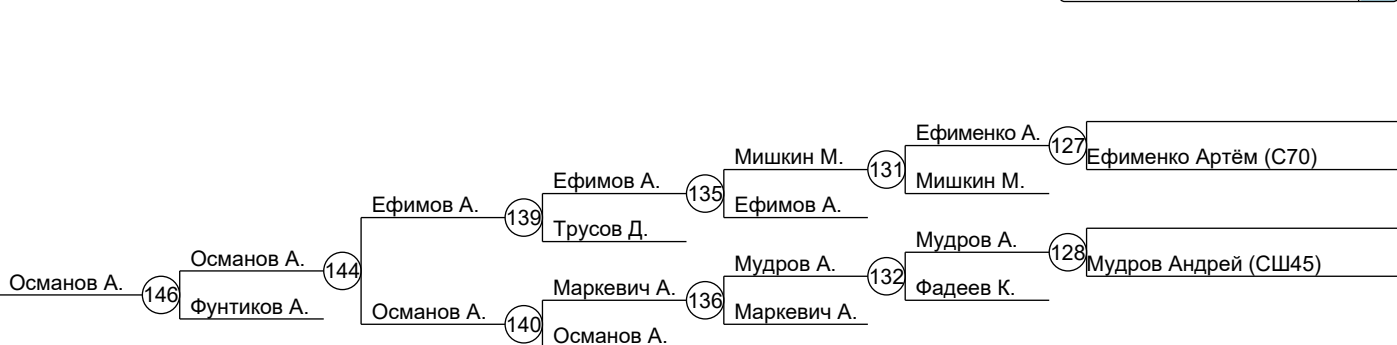 Ефименко А.
127
Ефименко Артём (С70)
Мишкин М.
131
Мишкин М.
Ефимов А.
135
Ефимов А.
Ефимов А.
139
Трусов Д.
Мудров А.
128
Мудров Андрей (СШ45)
Османов А.
144
Мудров А.
132
Фадеев К.
Османов А.
146
Фунтиков А.
Маркевич А.
136
Маркевич А.
Османов А.
140
Османов А.